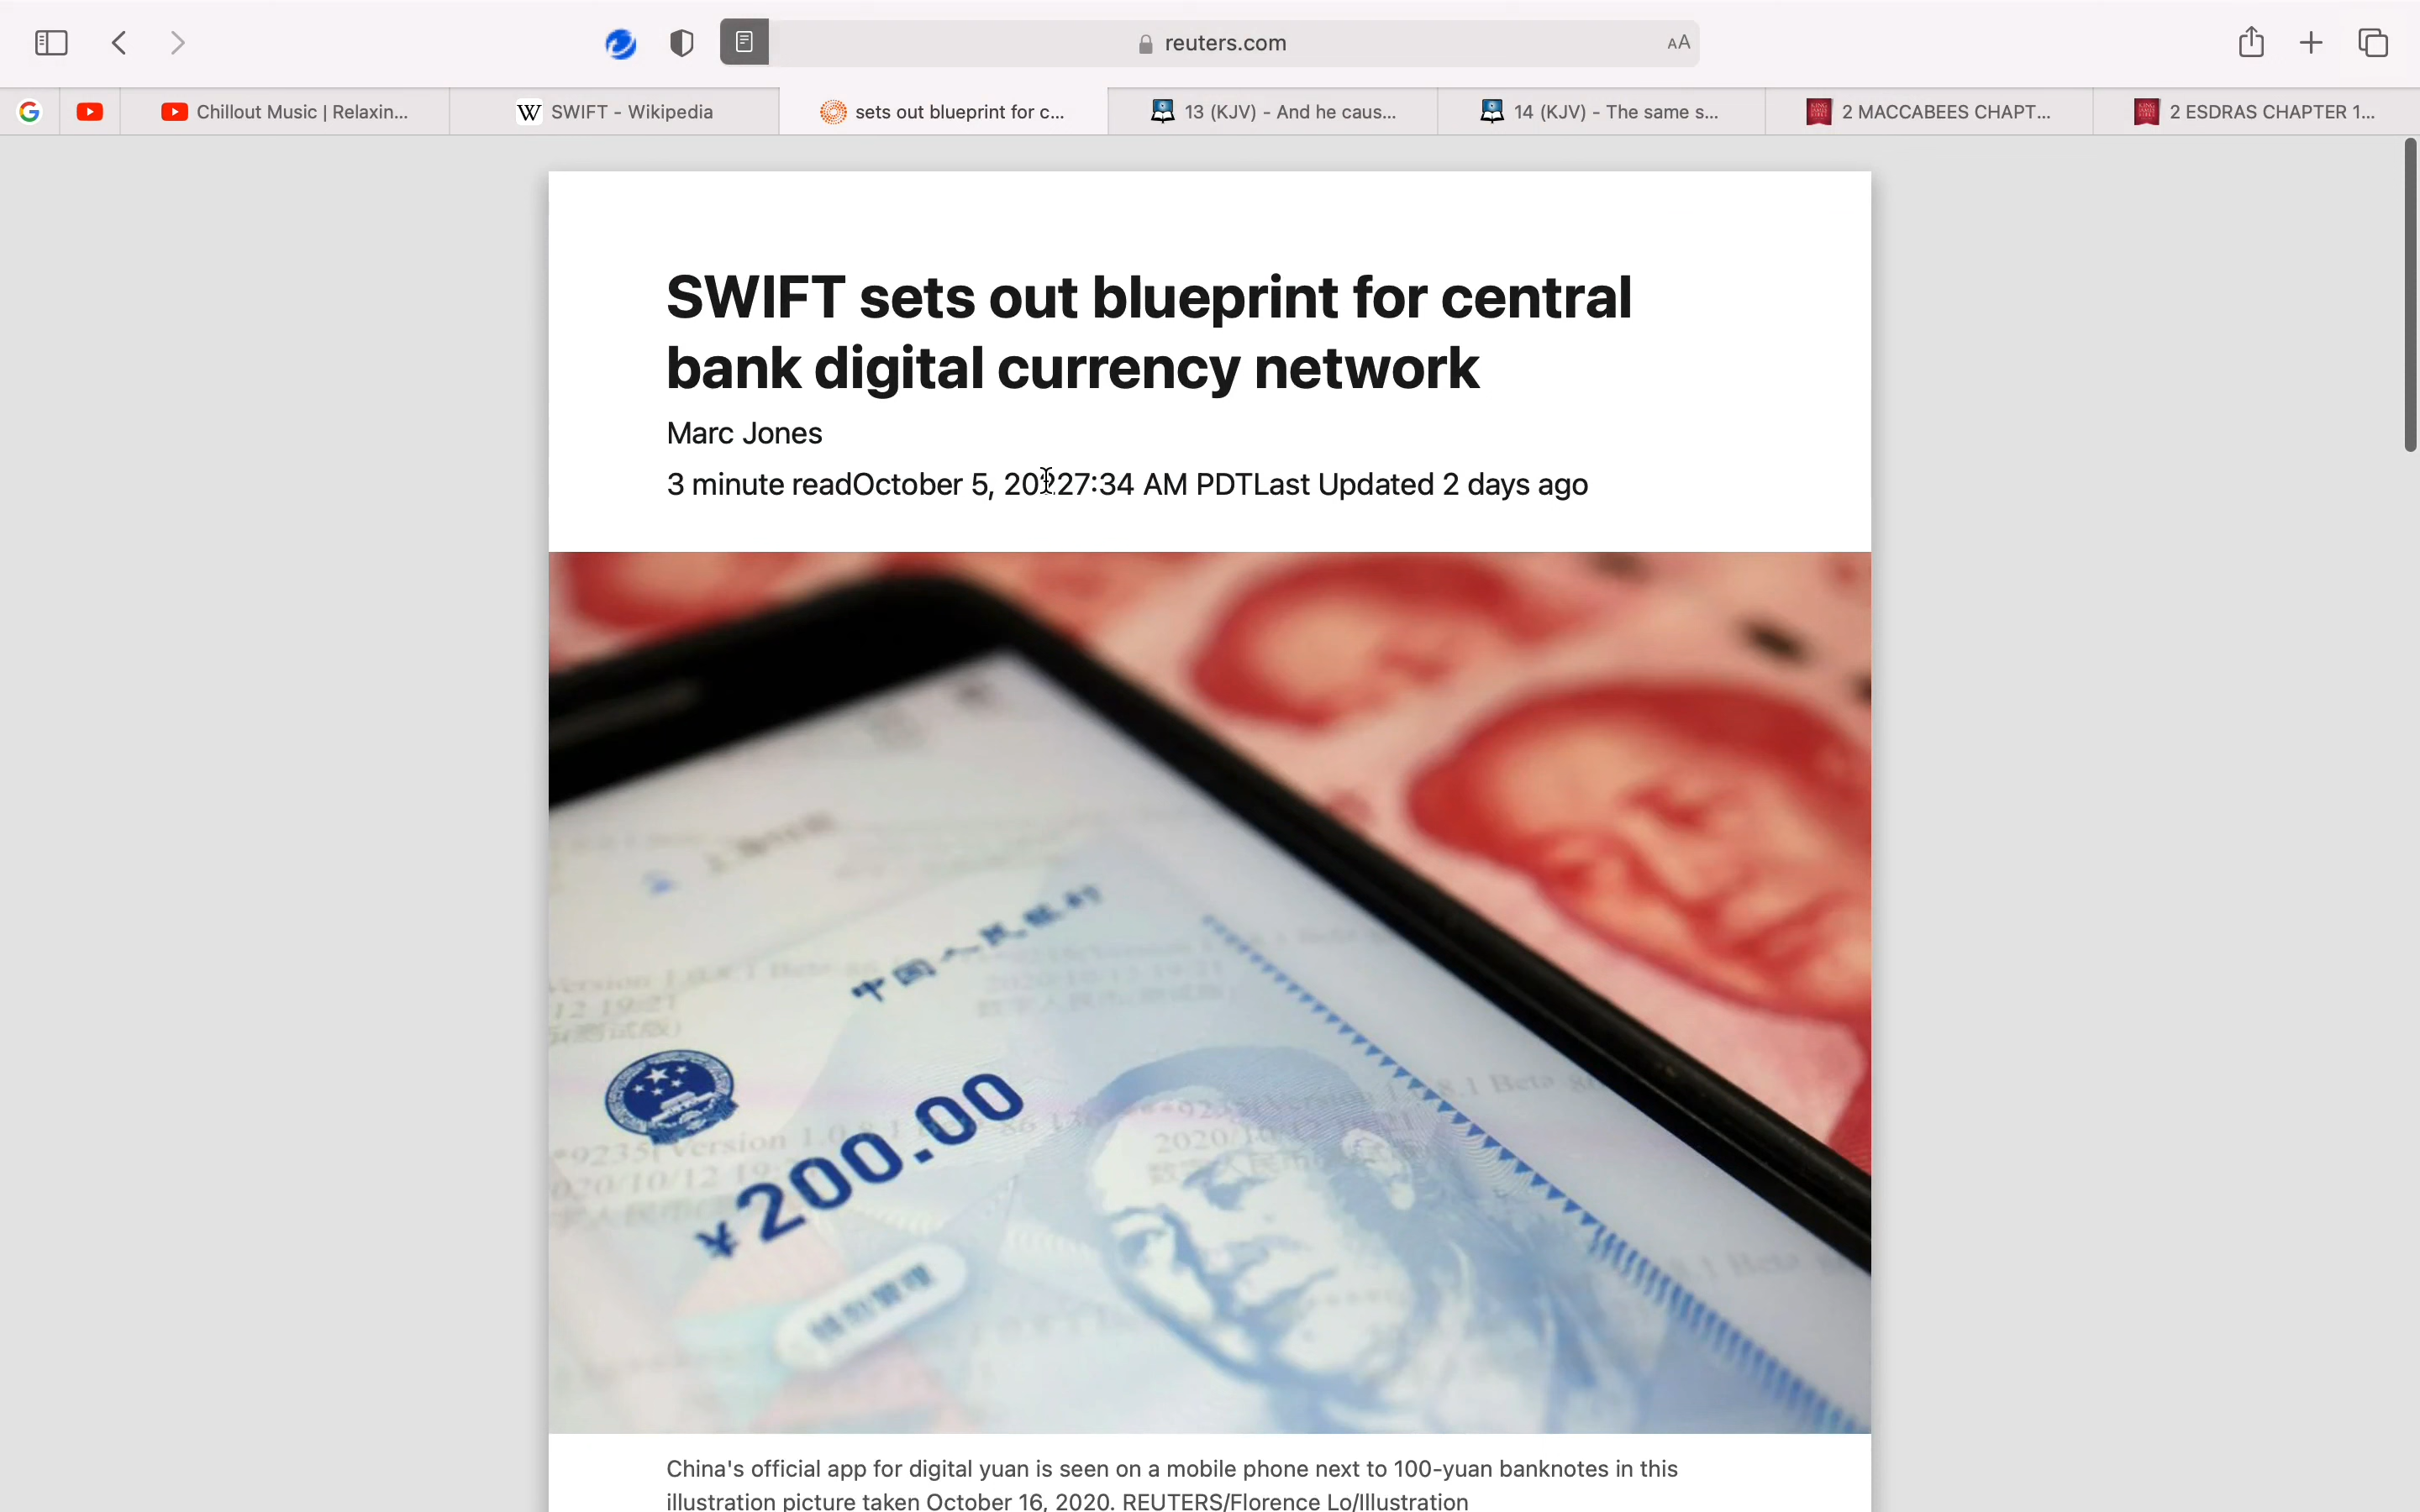 reuters.com
AA
Chillout Music | Relaxin...
SWIFT - Wikipedia
sets out blueprint for c...
13 (KJV) - And he caus...
14 (KJV) - The same s...
2 MACCABEES CHAPT...
2 ESDRAS CHAPTER 1...
SWIFT sets out blueprint for central
bank digital currency network
Marc Jones
3 minute readOctober 5, 20227:34 AM PDTLast Updated 2 days ago
中国人民银行
¥200.00
China's official app for digital yuan is seen on a mobile phone next to 100-yuan banknotes in this
illustration picture taken October 16, 2020. REUTERS/Florence Lo/Illustration